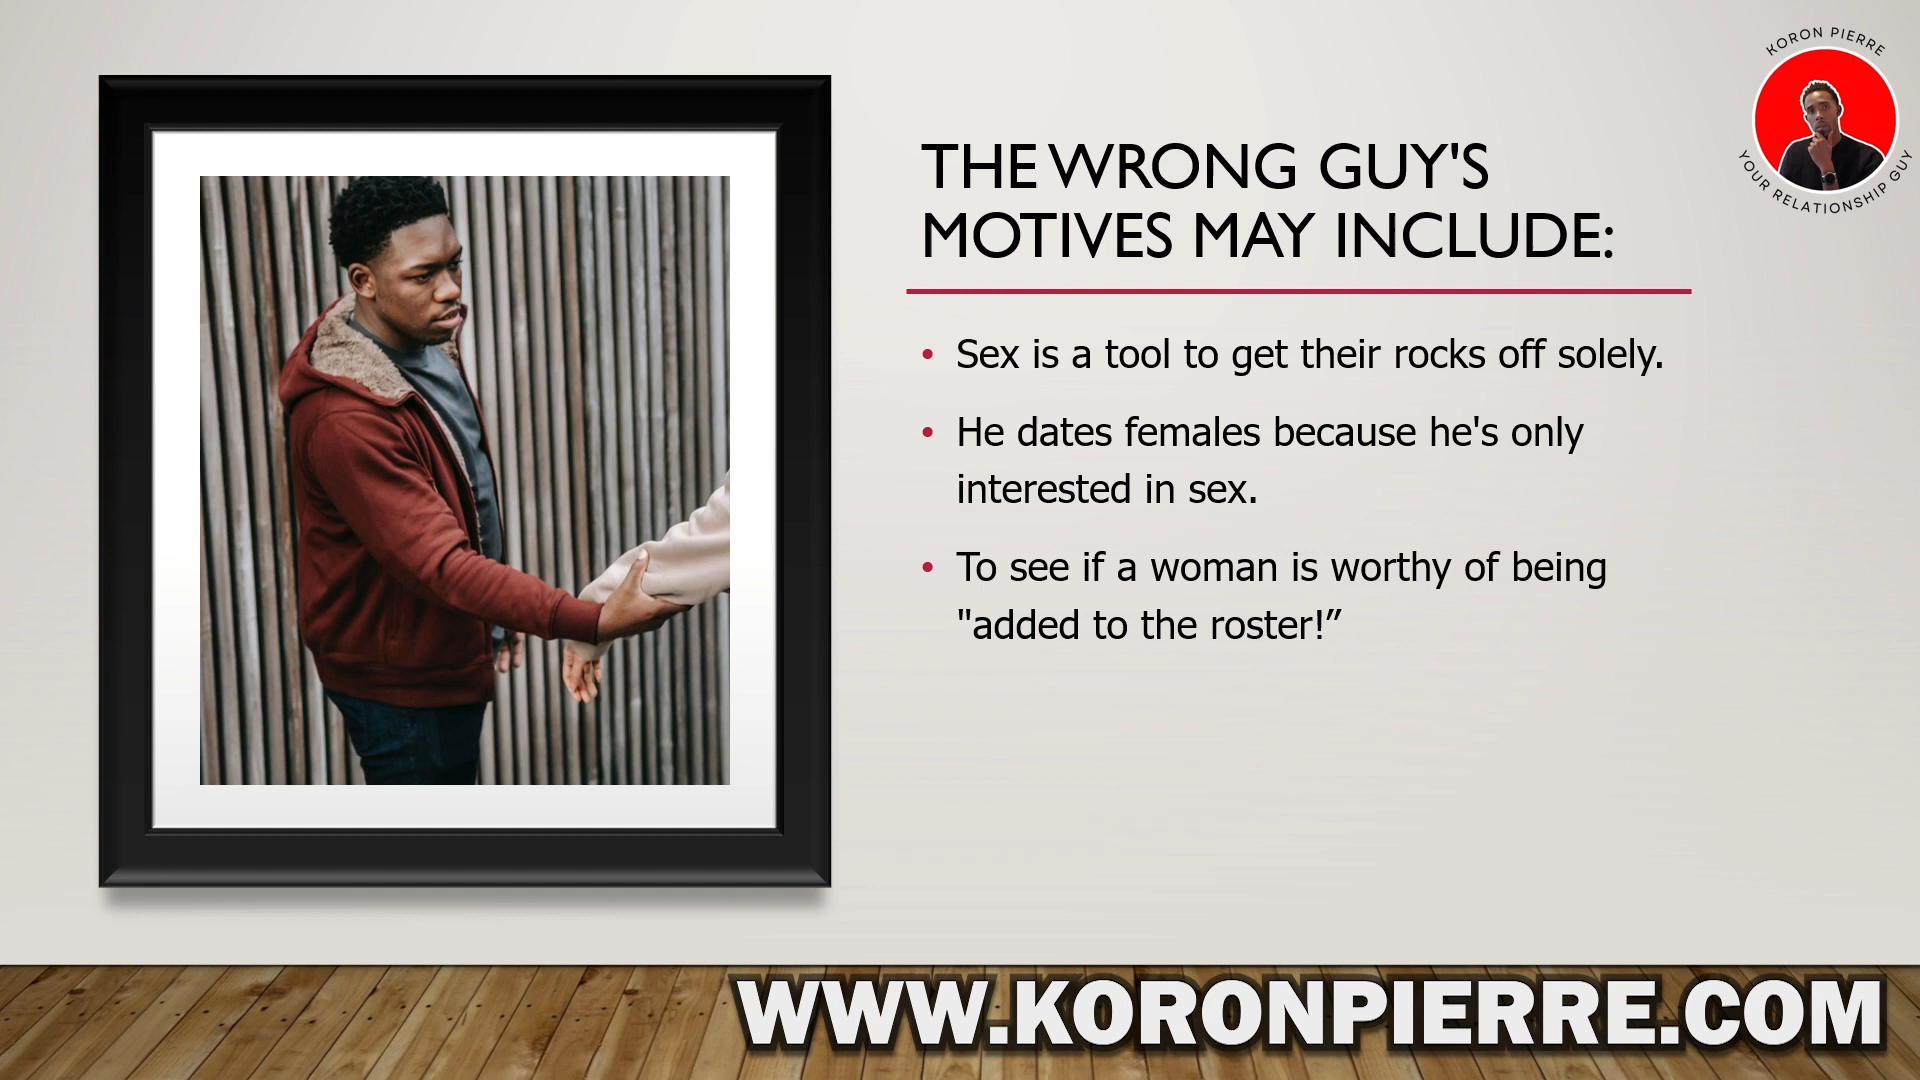 KORON PIERRE
YOUR RELATIONSHIP GUY
THE WRONG GUY'S
MOTIVES MAY INCLUDE:
• Sex is a tool to get their rocks off solely.
• He dates females because he's only
interested in sex.
• To see if a woman is worthy of being
"added to the roster!”
WWW.KORONPIERRE.COM